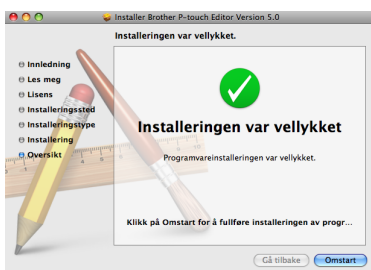 Installer Brother P-touch Editor Version 5.0
Installeringen var vellykket.
Innledning
Les meg
Lisens
Installeringssted
Installeringstype
Installering
Oversikt
Installeringen var vellykket
Programvareinstalleringen var vellykket.
Klikk på Omstart for å fullføre installeringen av progr...
Gå tilbake
Omstart